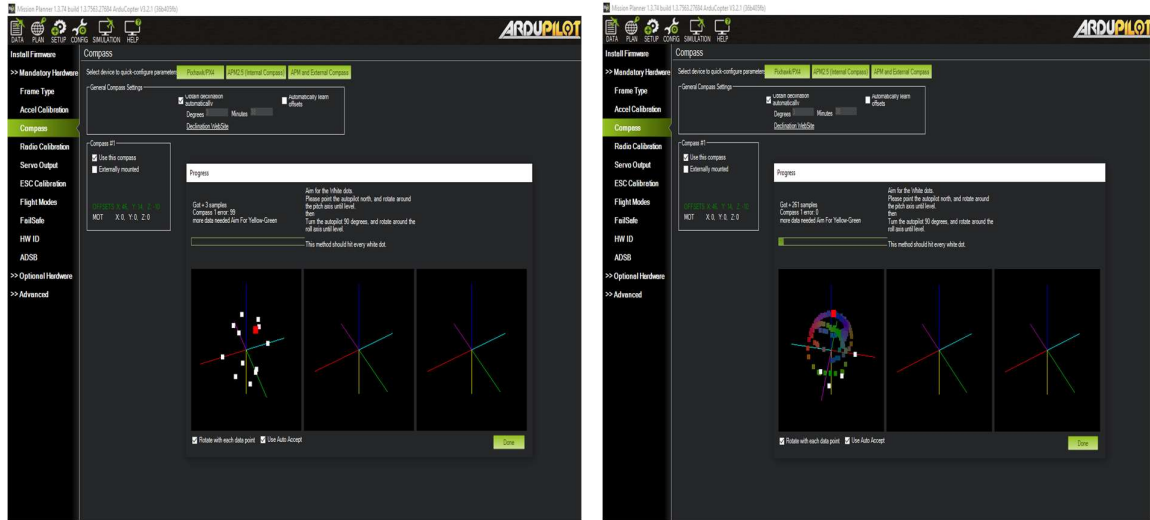 Mission Planner 1.3.74 build 1.3.7563.27684 ArduCopter V3.2.1 (36b405fb)
DATA PLAN SETUP CONFIG SIMULATION HELP
ARDUPILOT
Install Firmware
>> Mandatory Hardware
Frame Type
Accel Calibration
Compass
Radio Calibration
Servo Output
ESC Calibration
Flight Modes
FailSafe
HW ID
ADSB
>> Optional Hardware
>> Advanced
Compass
Select device to quick-configure parameters
Pixhawk/PX4
APM2.5 (Internal Compass)
APM and External Compass
General Compass Settings
Obtain declination
automatically
Automatically learn
offsets
Degrees
Minutes
Declination WebSite
Compass #1
Use this compass
Externally mounted
MOT X: 0, Y: 0, Z: 0
Progress
Got + 3 samples
Compass 1 error: 99
more data needed Aim For Yellow-Green
Aim for the White dots.
Please point the autopilot north, and rotate around
the pitch axis until level.
then
Turn the autopilot 90 degrees, and rotate around the
roll axis until level.
This method should hit every white dot.
Rotate with each data point
Use Auto Accept
Done
Mission Planner 1.3.74 build 1.3.7563.27684 ArduCopter V3.2.1 (36b405fb)
DATA PLAN SETUP CONFIG SIMULATION HELP
ARDUPILOT
Install Firmware
>> Mandatory Hardware
Frame Type
Accel Calibration
Compass
Radio Calibration
Servo Output
ESC Calibration
Flight Modes
FailSafe
HW ID
ADSB
>> Optional Hardware
>> Advanced
Compass
Select device to quick-configure parameters
Pixhawk/PX4
APM2.5 (Internal Compass)
APM and External Compass
General Compass Settings
Obtain declination
automatically
Automatically learn
offsets
Degrees
Minutes
Declination WebSite
Compass #1
Use this compass
Externally mounted
MOT X: 0, Y: 0, Z: 0
Progress
Got + 261 samples
Compass 1 error: 0
more data needed Aim For Yellow-Green
Aim for the White dots.
Please point the autopilot north, and rotate around
the pitch axis until level.
then
Turn the autopilot 90 degrees, and rotate around the
roll axis until level.
This method should hit every white dot.
Rotate with each data point
Use Auto Accept
Done